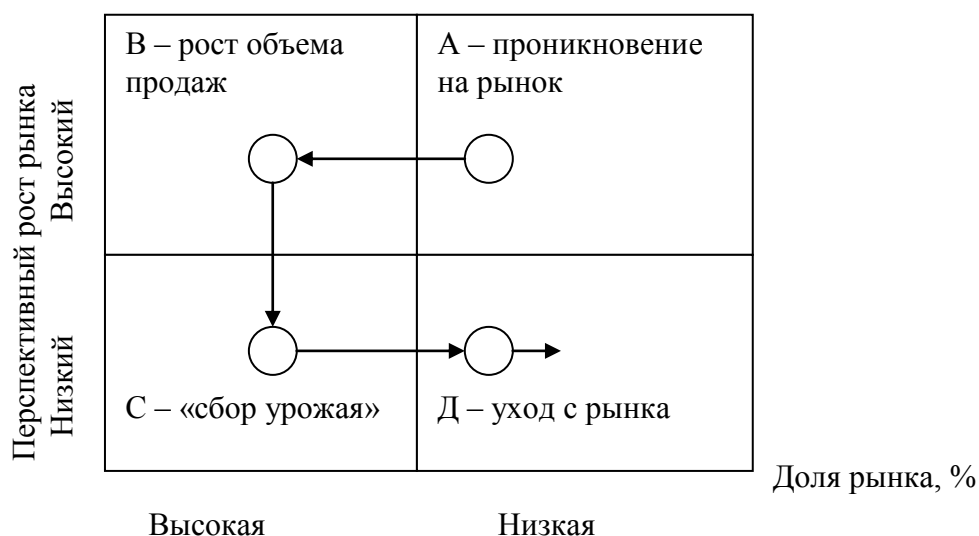 В – рост объема
продаж
А – проникновение
на рынок
Перспективный рост рынка
Высокий
Низкий
С – «сбор урожая»
Д – уход с рынка
Доля рынка, %
Высокая
Низкая